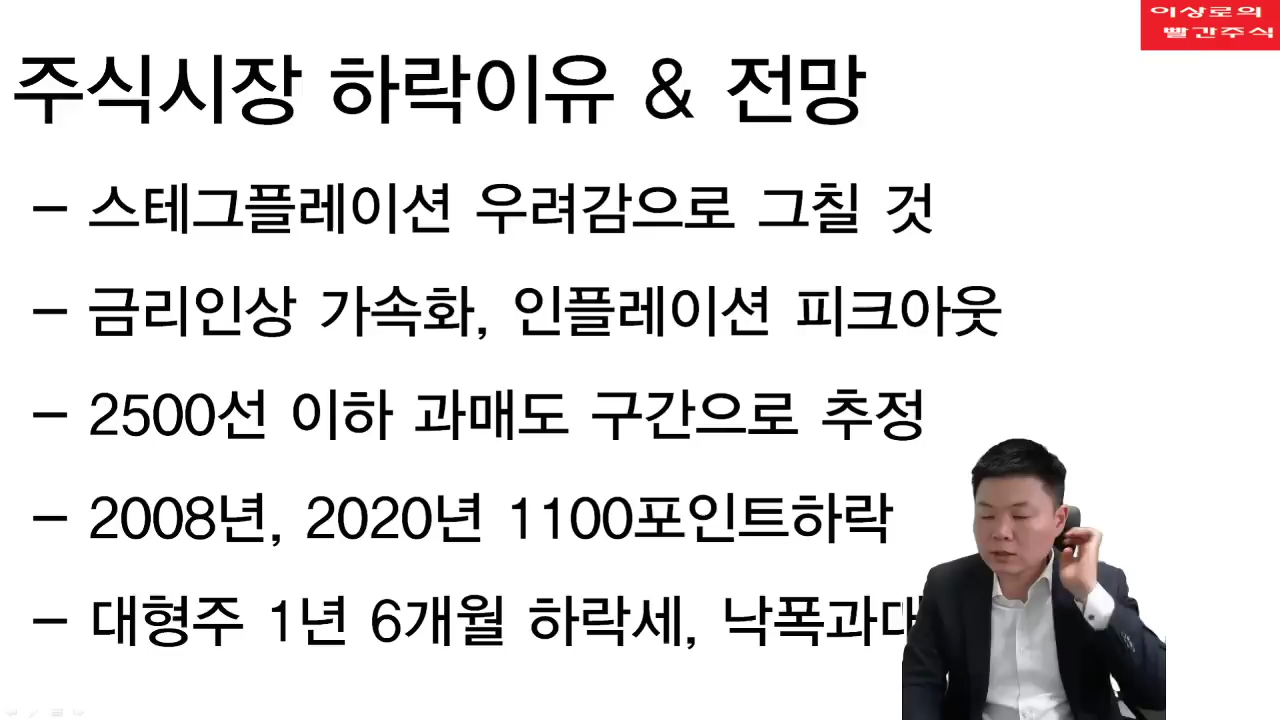 이상로의
빨간주식
주식시장 하락이유 & 전망
- 스테그플레이션 우려감으로 그칠 것
- 금리인상 가속화, 인플레이션 피크아웃
- 2500선 이하 과매도 구간으로 추정
- 2008년, 2020년 1100포인트하락
- 대형주 1년 6개월 하락세, 낙폭과대